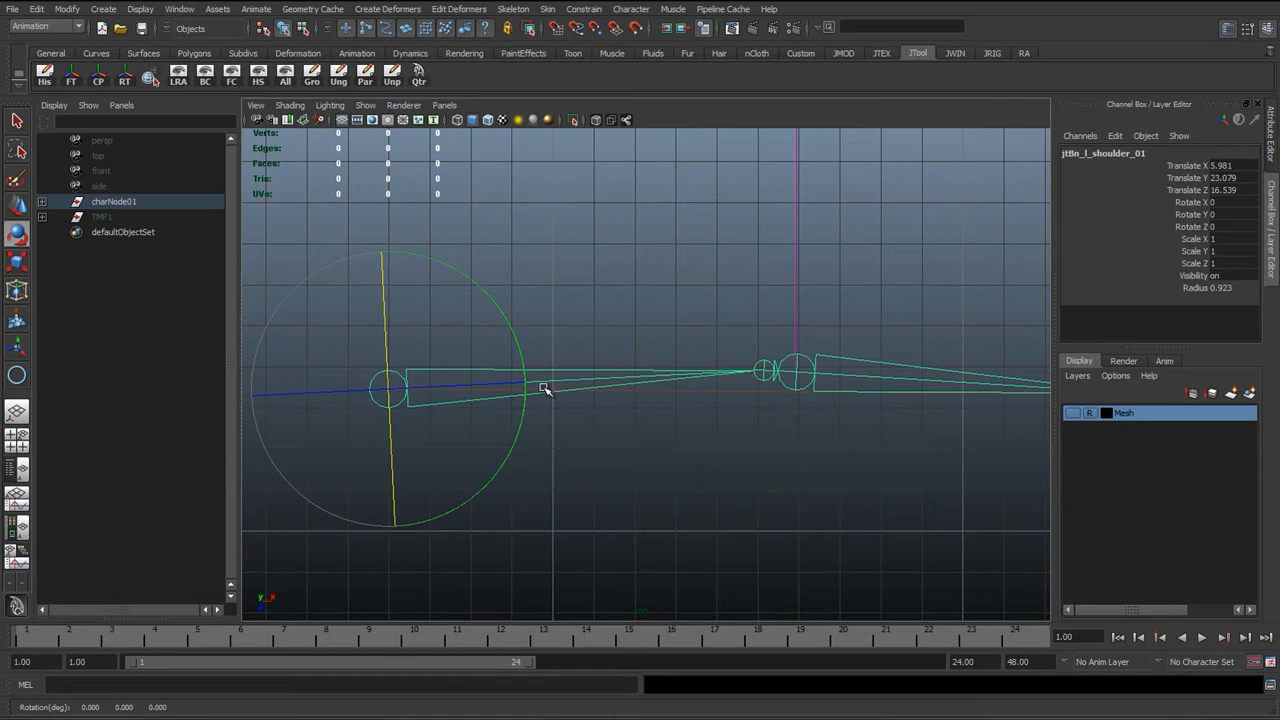 File Edit Modify Create Display Window Assets Animate Geometry Cache Create Deformers Edit Deformers Skeleton Skin Constraint Character Muscle Pipeline Cache Help
Animation Objects
General Curves Surfaces Polygons Subdivs Deformation Animation Dynamics Rendering PaintEffects Toon Muscle Fluids Fur Hair nCloth Custom JMOD JTEX JTool JWIN JRIG RA
His FT CP RT LRA BC FC HS All Gro Ung Par Unp Qtr
Display Show Panels
View Shading Lighting Show Renderer Panels
Channel Box / Layer Editor
Channels Edit Object Show
Attribute Editor
Channel Box / Layer Editor
persp
top
front
side
charNode01
TMP1
defaultObjectSet
Verts: 0 0 0
Edges: 0 0 0
Faces: 0 0 0
Tris: 0 0 0
UVs: 0 0 0
jtBn_l_shoulder_01
Translate X 5.981
Translate Y 23.079
Translate Z 16.539
Rotate X 0
Rotate Y 0
Rotate Z 0
Scale X 1
Scale Y 1
Scale Z 1
Visibility on
Radius 0.923
Display Render Anim
Layers Options Help
R Mesh
y x
1 2 3 4 5 6 7 8 9 10 11 12 13 14 15 16 17 18 19 20 21 22 23 24 1.00
1.00 1.00 1 24 24.00 48.00 No Anim Layer No Character Set
MEL
Rotation(deg): 0.000 0.000 0.000